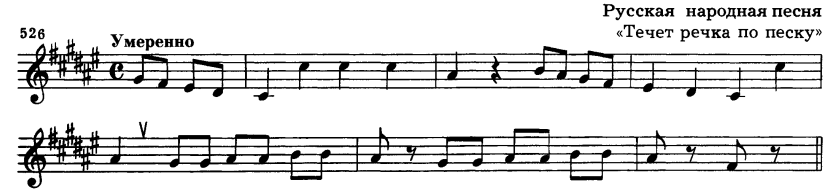 Русская народная песня
526
«Течет речка по песку»
Умеренно